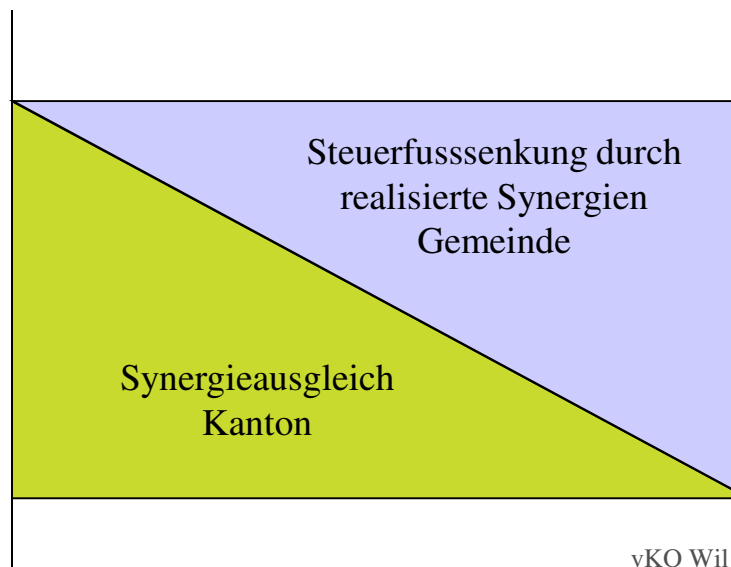 Steuerfusssenkung durch
realisierte Synergien
Gemeinde
Synergieausgleich
Kanton
vKO Wil